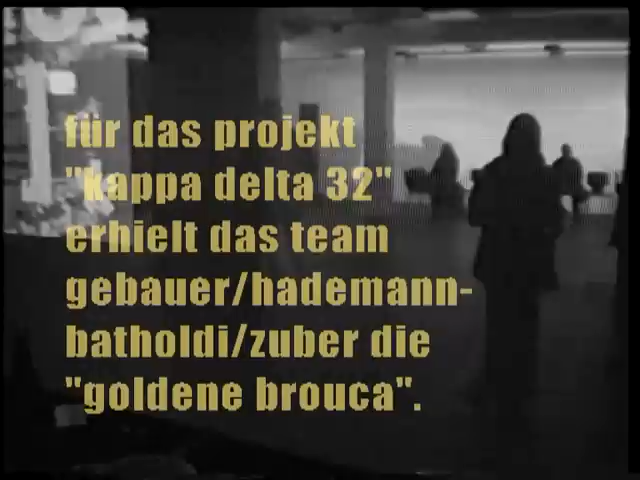 für das projekt
"kappa delta 32"
erhielt das team
gebauer/hademann-
batholdi/zuber die
"goldene brouca".